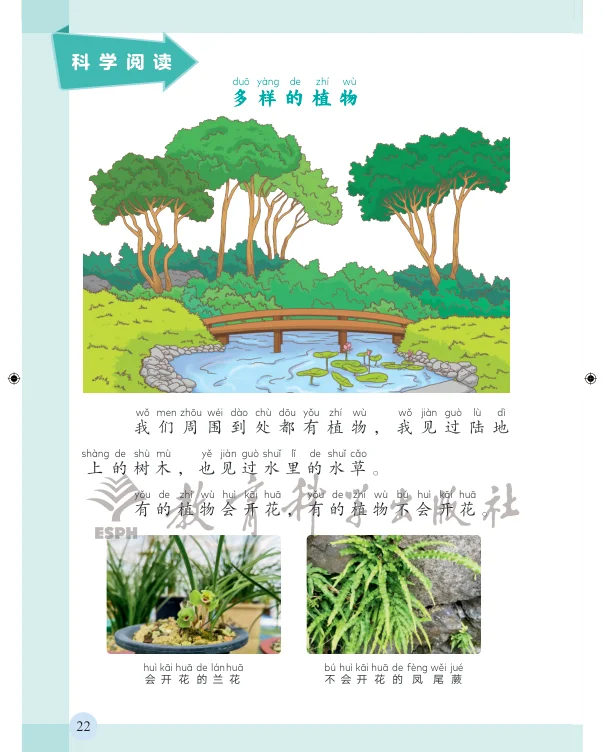 科学阅读
duō yàng de zhí wù
多样的植物
wǒ men zhōu wéi dào chù dōu yǒu zhí wù wǒ jiàn guò lù dì
我们周围到处都有植物，我见过陆地
shàng de shù mù yě jiàn guò shuǐ lǐ de shuǐ cǎo
上的树木，也见过水里的水草。
yǒu de zhí wù huì kāi huā yǒu de zhí wù bú huì kāi huā
有的植物会开花，有的植物不会开花。
ESPH 教育科学出版社
huì kāi huā de lán huā
会开花的兰花
bú huì kāi huā de fèng wěi jué
不会开花的凤尾蕨
22